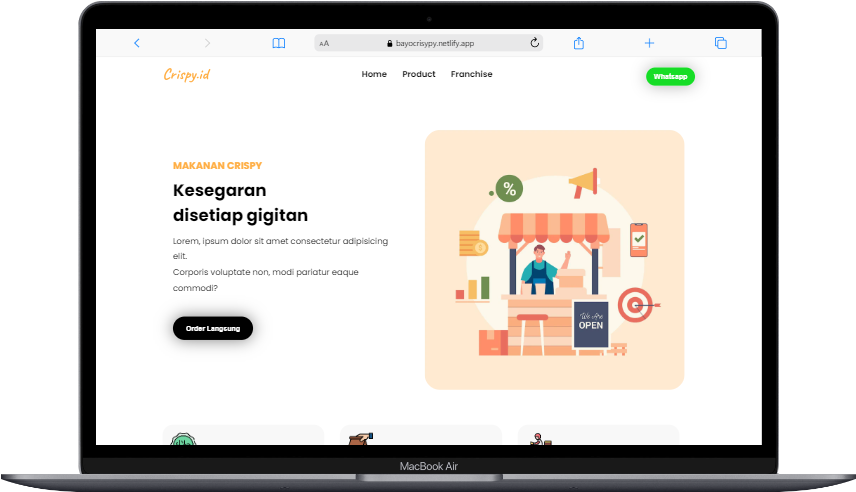 AA bayocrisypy.netlify.app
Crispy.id
Home Product Franchise
Whatsapp
MAKANAN CRISPY
Kesegaran
disetiap gigitan
Lorem, ipsum dolor sit amet consectetur adipisicing
elit.
Corporis voluptate non, modi pariatur eaque
commodi?
Order Langsung
%
We Are
OPEN
MacBook Air